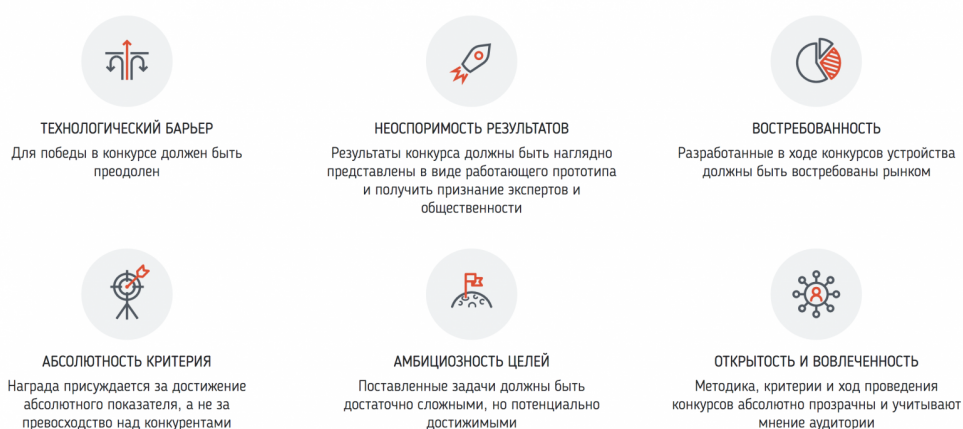 ТЕХНОЛОГИЧЕСКИЙ БАРЬЕР
Для победы в конкурсе должен быть
преодолен
НЕОСПОРИМОСТЬ РЕЗУЛЬТАТОВ
Результаты конкурса должны быть наглядно
представлены в виде работающего прототипа
и получить признание экспертов и
общественности
ВОСТРЕБОВАННОСТЬ
Разработанные в ходе конкурсов устройства
должны быть востребованы рынком
АБСОЛЮТНОСТЬ КРИТЕРИЯ
Награда присуждается за достижение
абсолютного показателя, а не за
превосходство над конкурентами
АМБИЦИОЗНОСТЬ ЦЕЛЕЙ
Поставленные задачи должны быть
достаточно сложными, но потенциально
достижимыми
ОТКРЫТОСТЬ И ВОВЛЕЧЕННОСТЬ
Методика, критерии и ход проведения
конкурсов абсолютно прозрачны и учитывают
мнение аудитории